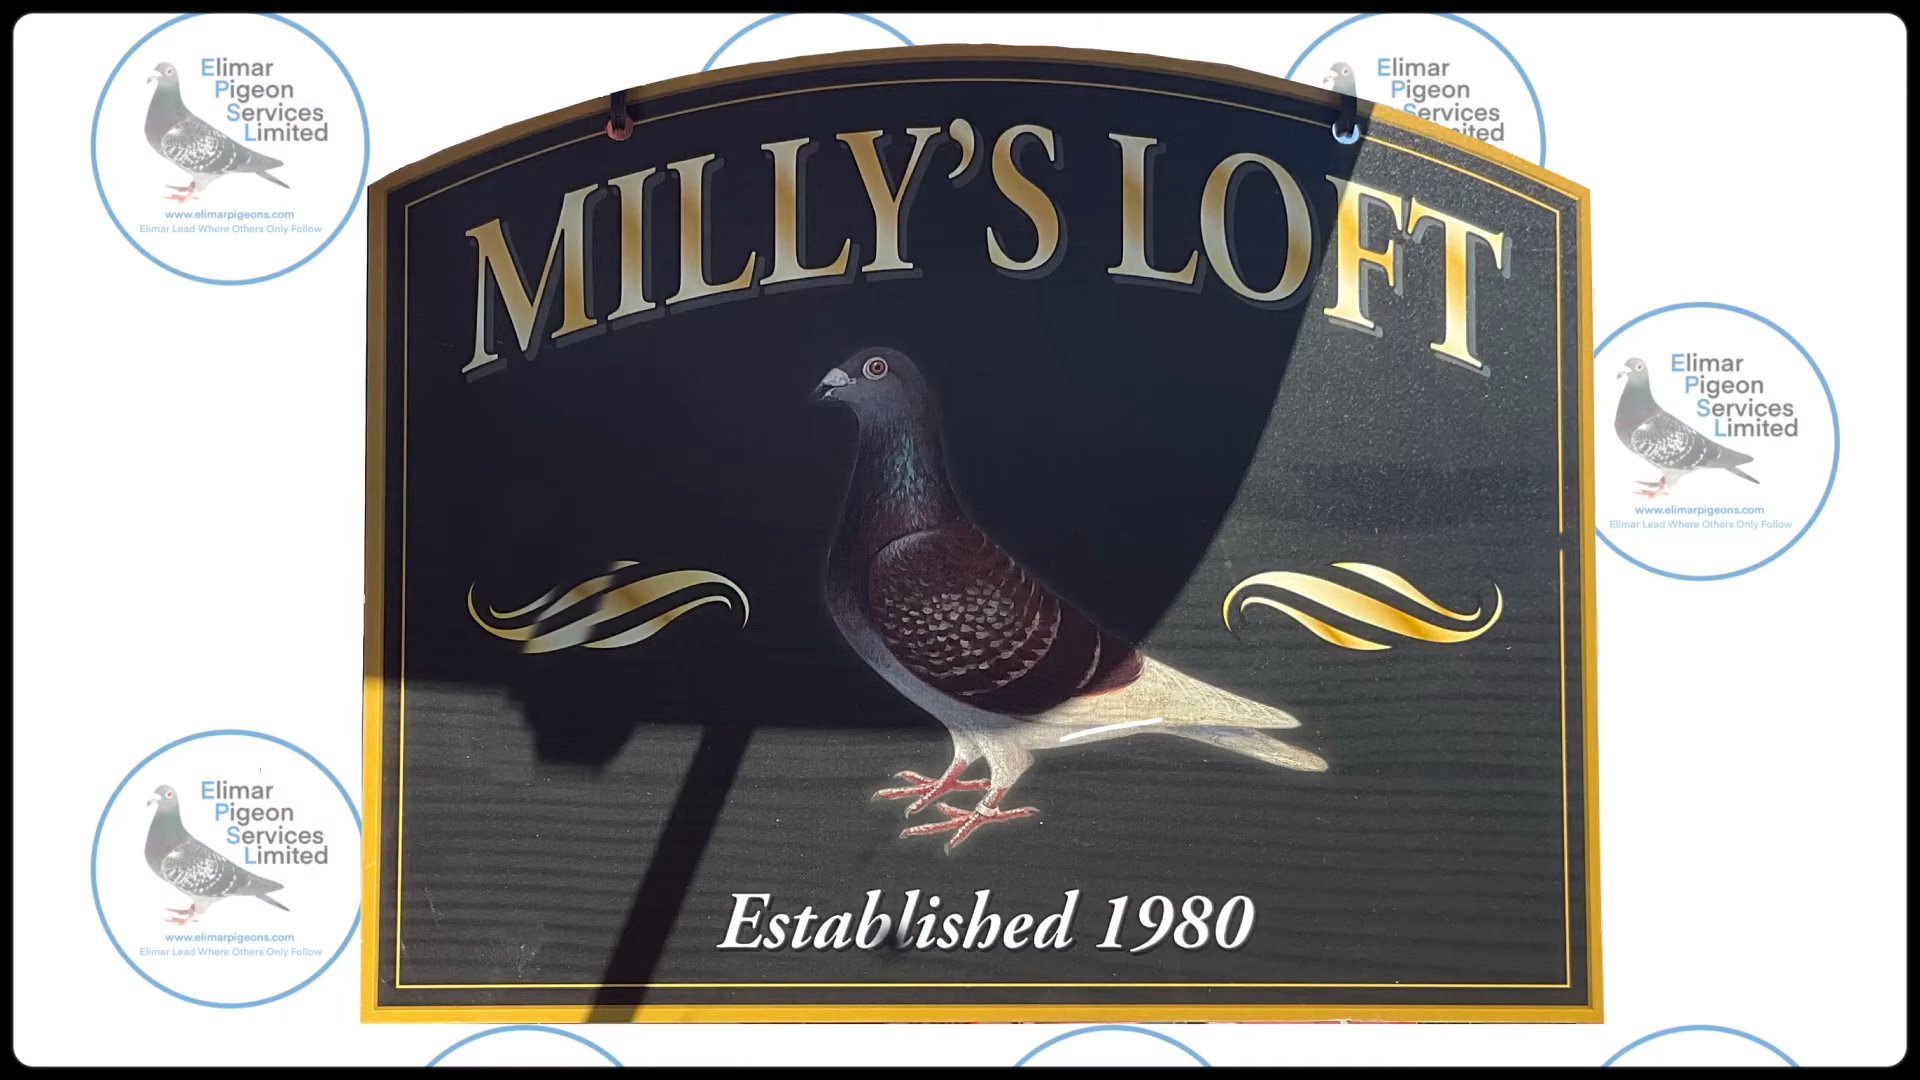 MILLY'S LOFT
Established 1980
Elimar
Pigeon
Services
Limited
www.elimarpigeons.com
Elimar Lead Where Others Only Follow
Elimar
Pigeon
Services
Elimar
Pigeon
Services
Limited
www.elimarpigeons.com
Elimar Lead Where Others Only Follow
Elimar
Pigeon
Services
Limited
www.elimarpigeons.com
Elimar Lead Where Others Only Follow